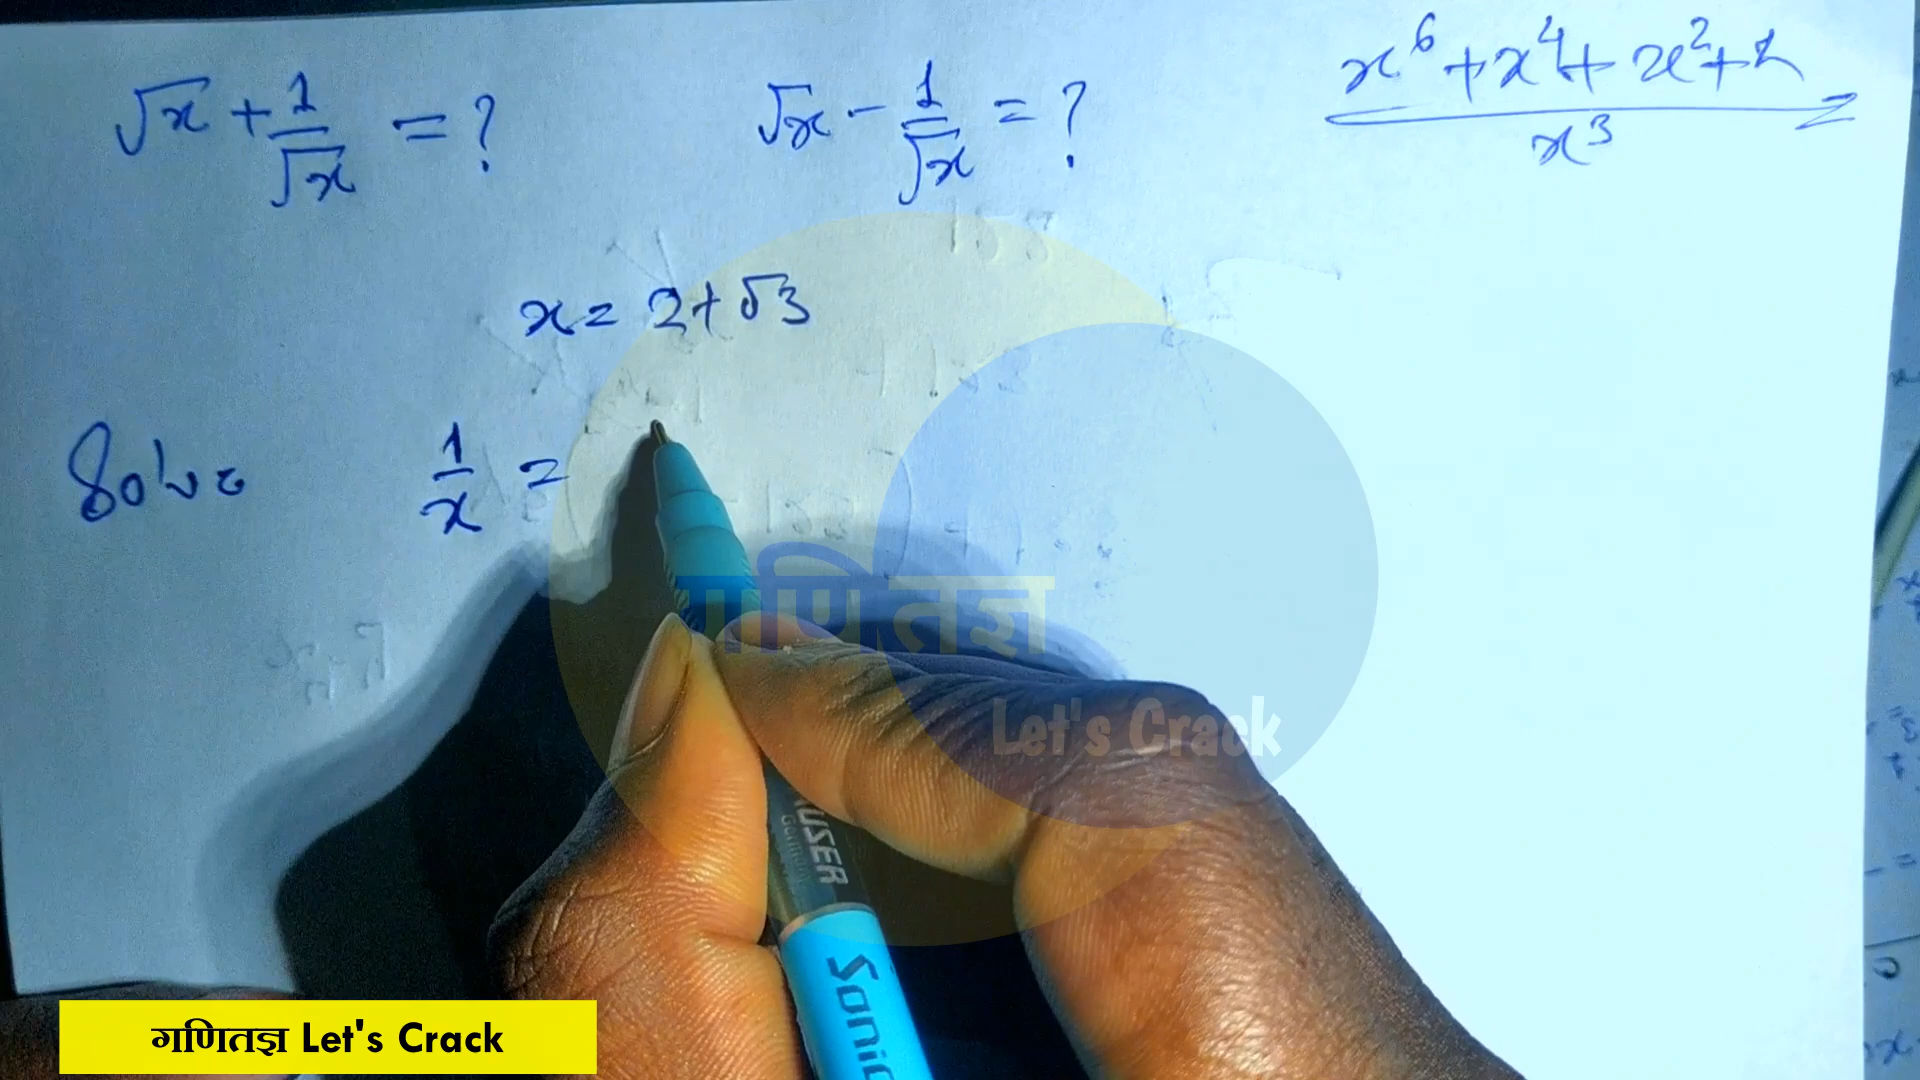 √x + 1/√x = ?
√x - 1/√x = ?
(x⁶ + x⁴ + x² + 1)/x³ =
x = 2 + √3
Solve 1/x =
गणितज्ञ
Let's Crack
Sonic
गणितज्ञ Let's Crack